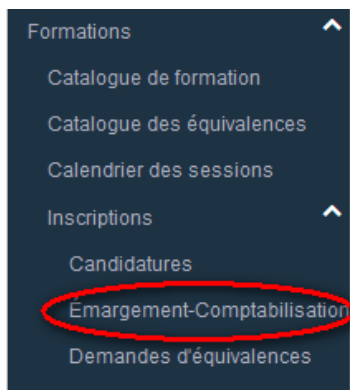 Formations
Catalogue de formation
Catalogue des équivalences
Calendrier des sessions
Inscriptions
Candidatures
Émargement-Comptabilisation
Demandes d'équivalences